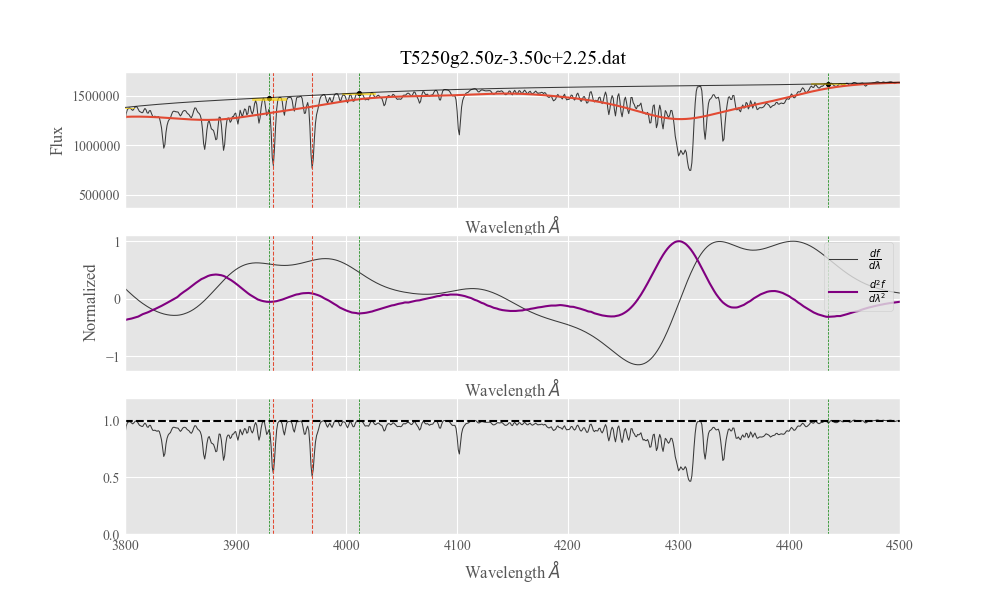 T5250g2.50z-3.50c+2.25.dat
Flux
1500000
1000000
500000
Wavelength Å
Normalized
1
0
−1
df
dλ
d²f
dλ²
Wavelength Å
1.0
0.5
0.0
3800 3900 4000 4100 4200 4300 4400 4500
Wavelength Å